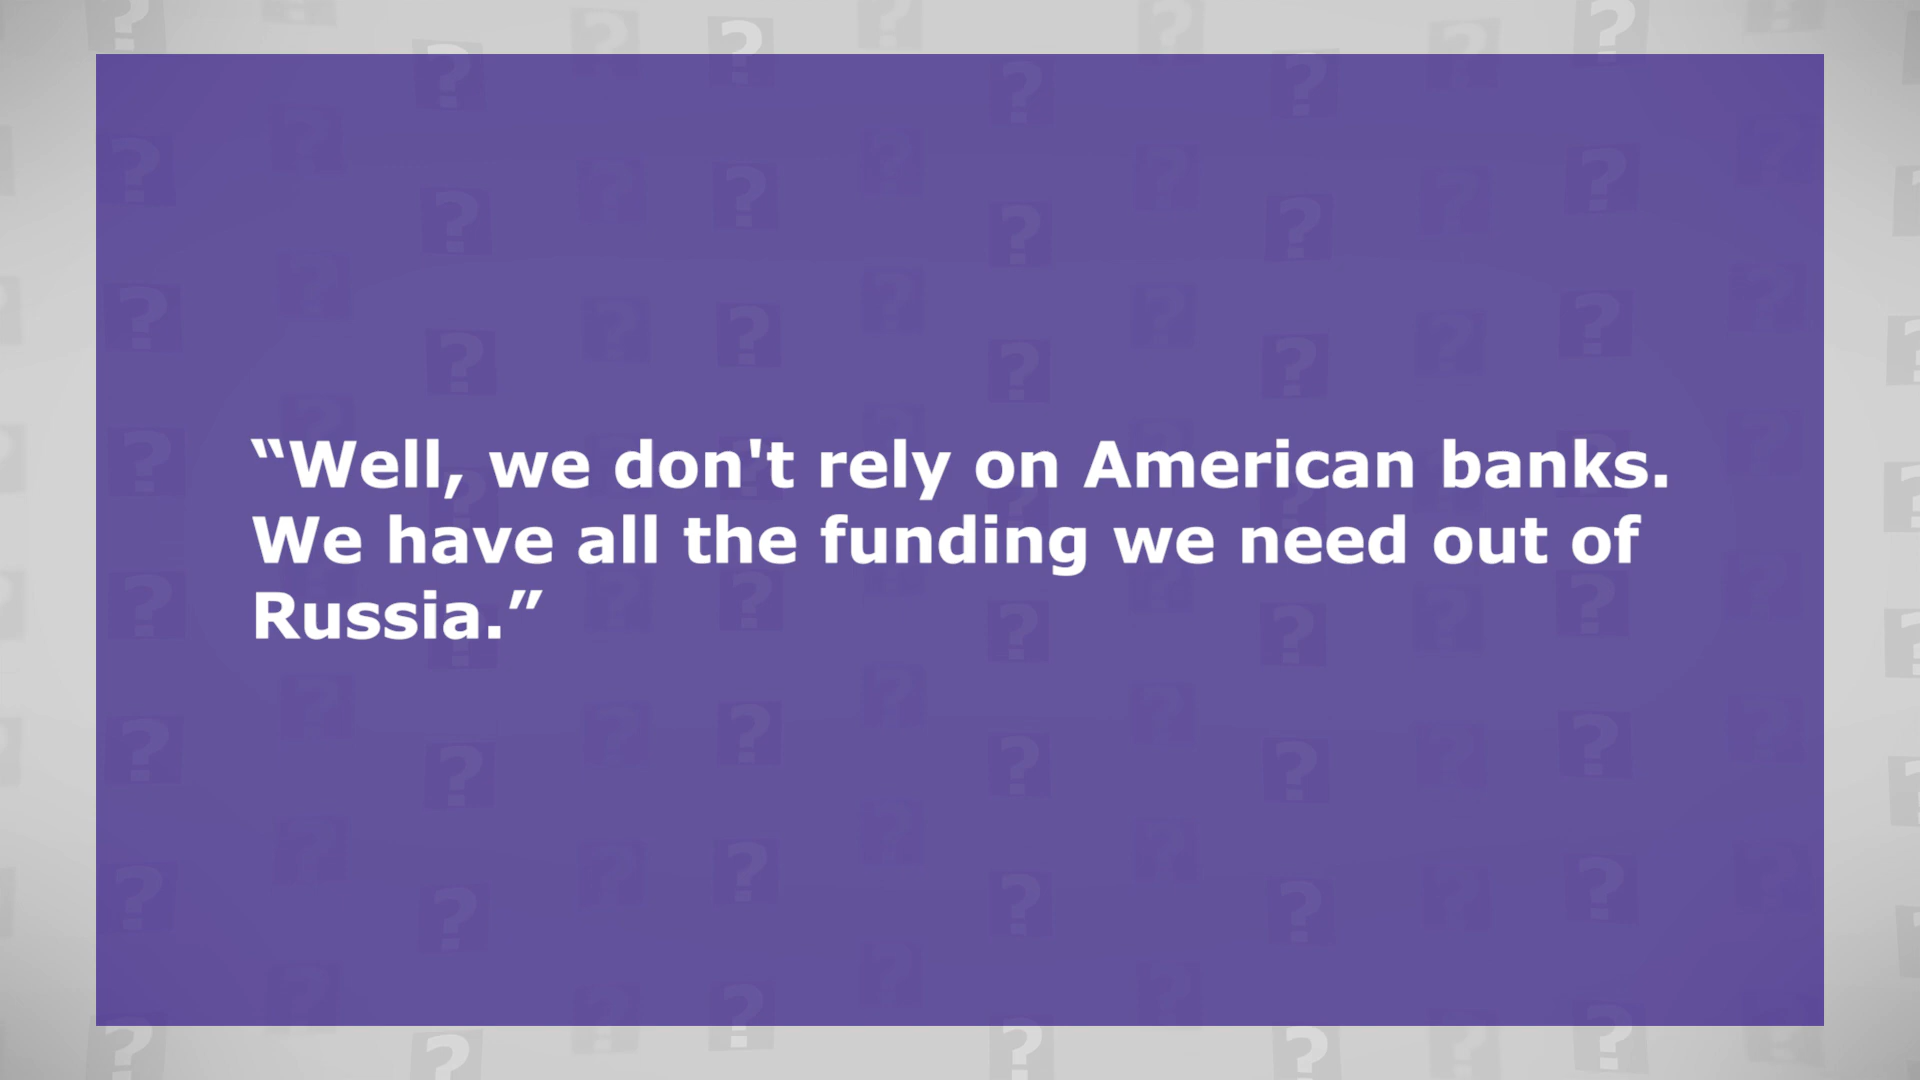 “Well, we don't rely on American banks.
We have all the funding we need out of
Russia.”